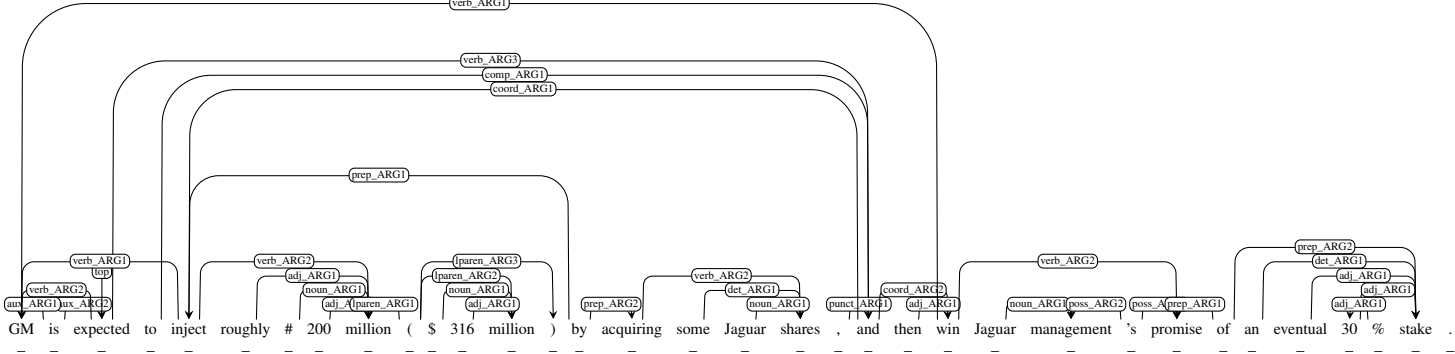 verb_ARG1
verb_ARG3
comp_ARG1
coord_ARG1
prep_ARG1
prep_ARG2
verb_ARG1 verb_ARG2 lparen_ARG3 verb_ARG2 det_ARG1
top adj_ARG1 lparen_ARG2 verb_ARG2 adj_ARG1
verb_ARG2 noun_ARG1 noun_ARG1 det_ARG1 coord_ARG2 adj_ARG1
aux_ARG1 aux_ARG2 lparen_ARG1 adj_ARG1 prep_ARG2 noun_ARG1 punct_ARG1 adj_ARG1 noun_ARG1 poss_ARG2 prep_ARG1 adj_ARG1
GM is expected to inject roughly # 200 million ( $ 316 million ) by acquiring some Jaguar shares , and then win Jaguar management 's promise of an eventual 30 % stake .
_ _ _ _ _ _ _ _ _ _ _ _ _ _ _ _ _ _ _ _ _ _ _ _ _ _ _ _ _ _ _ _ _ _ _